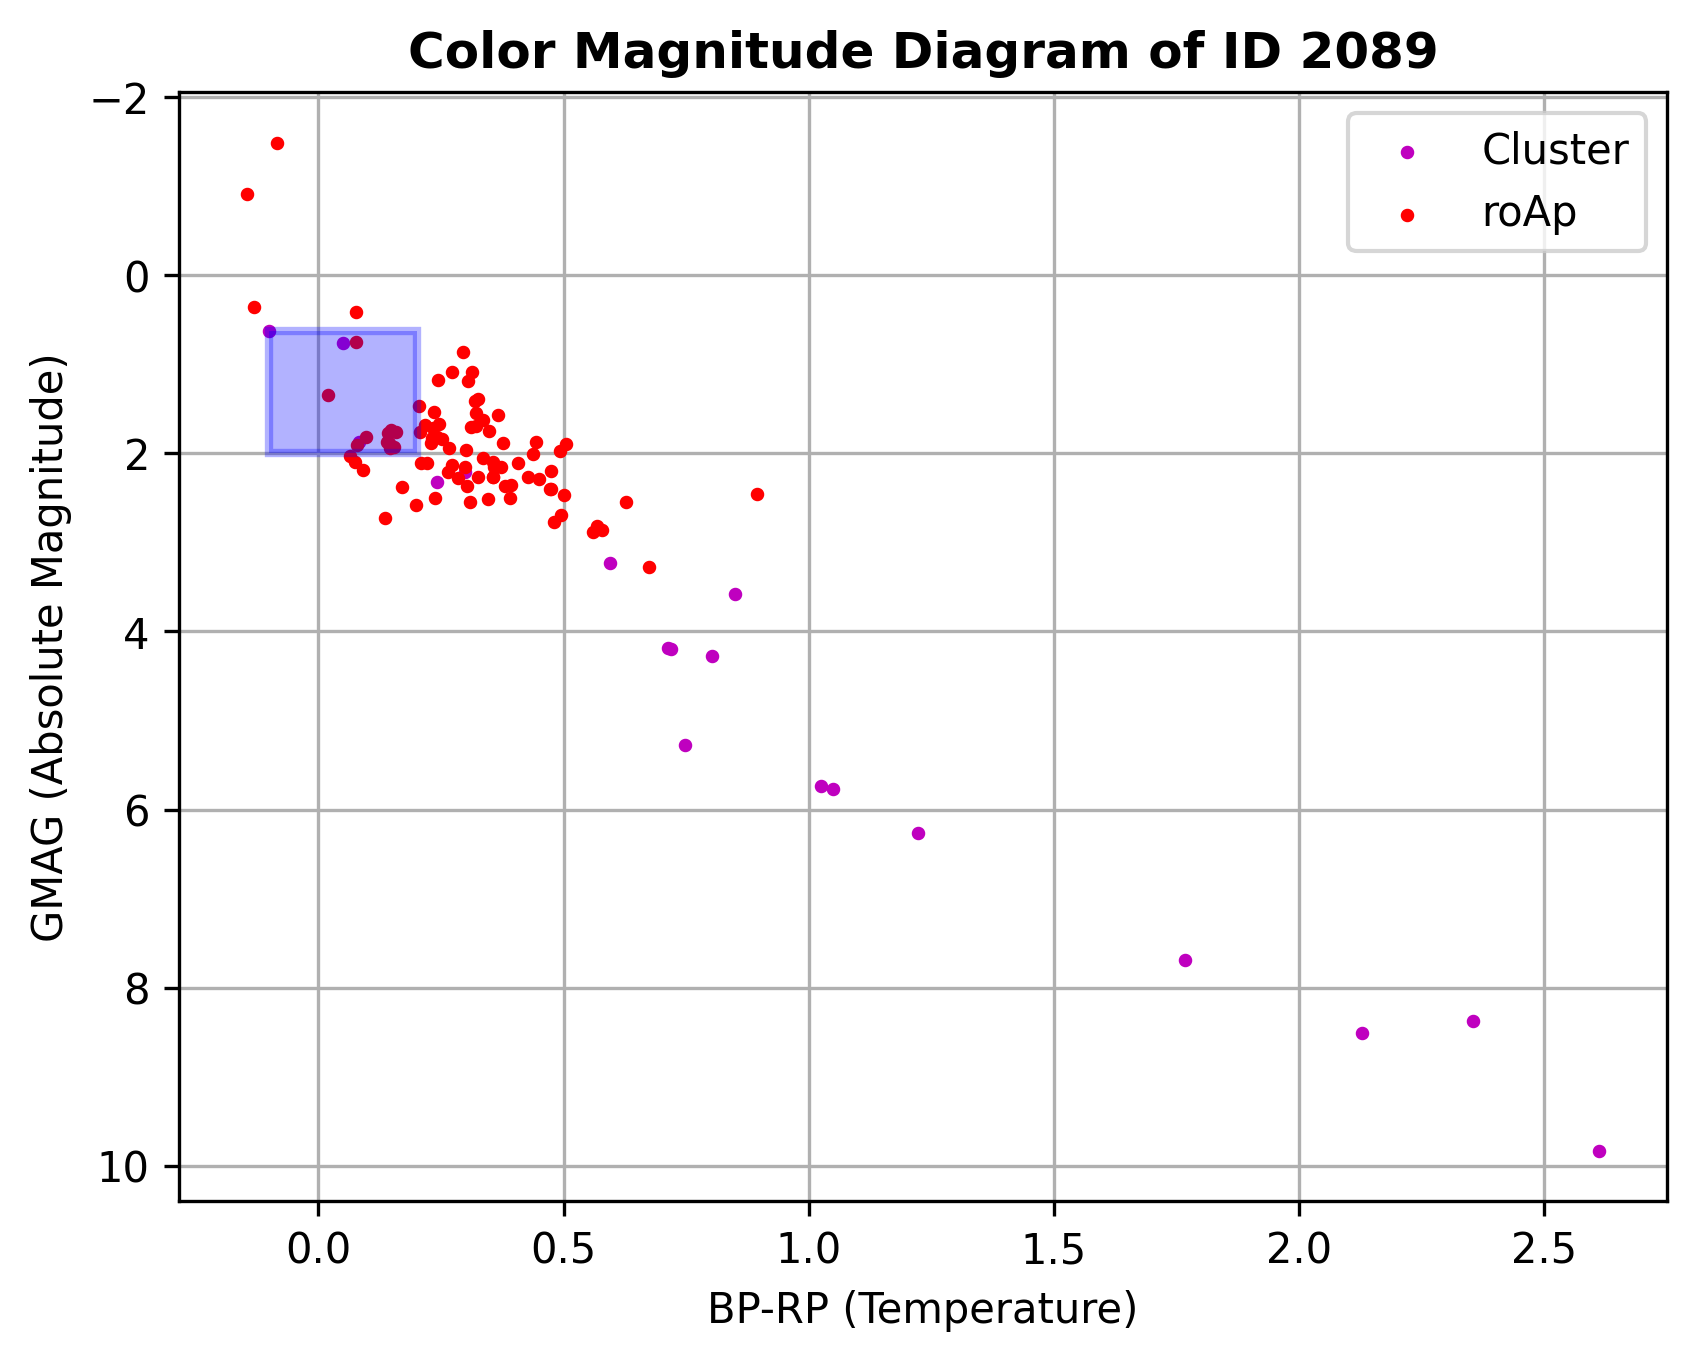 Color Magnitude Diagram of ID 2089
Cluster
roAp
GMAG (Absolute Magnitude)
−2
0
2
4
6
8
10
0.0 0.5 1.0 1.5 2.0 2.5
BP-RP (Temperature)